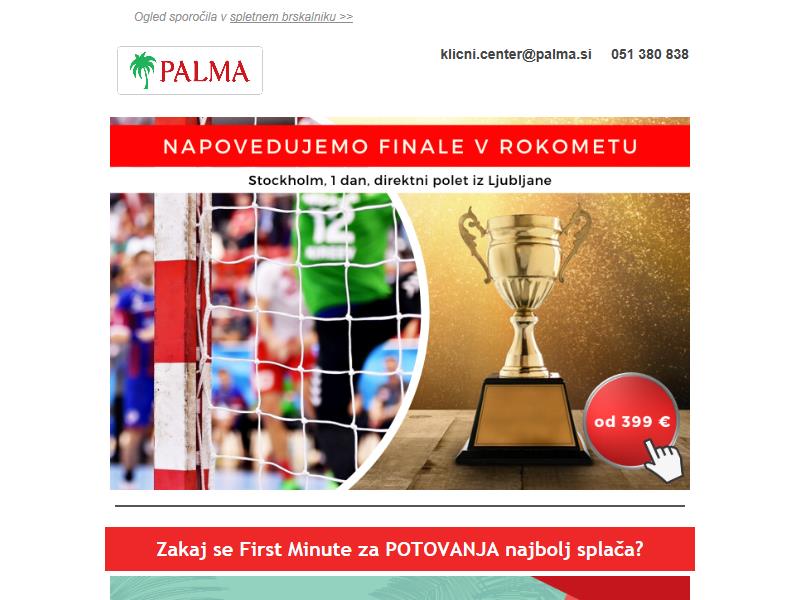 Ogled sporočila v spletnem brskalniku >>
PALMA
klicni.center@palma.si 051 380 838
NAPOVEDUJEMO FINALE V ROKOMETU
Stockholm, 1 dan, direktni polet iz Ljubljane
12
od 399 €
Zakaj se First Minute za POTOVANJA najbolj splača?